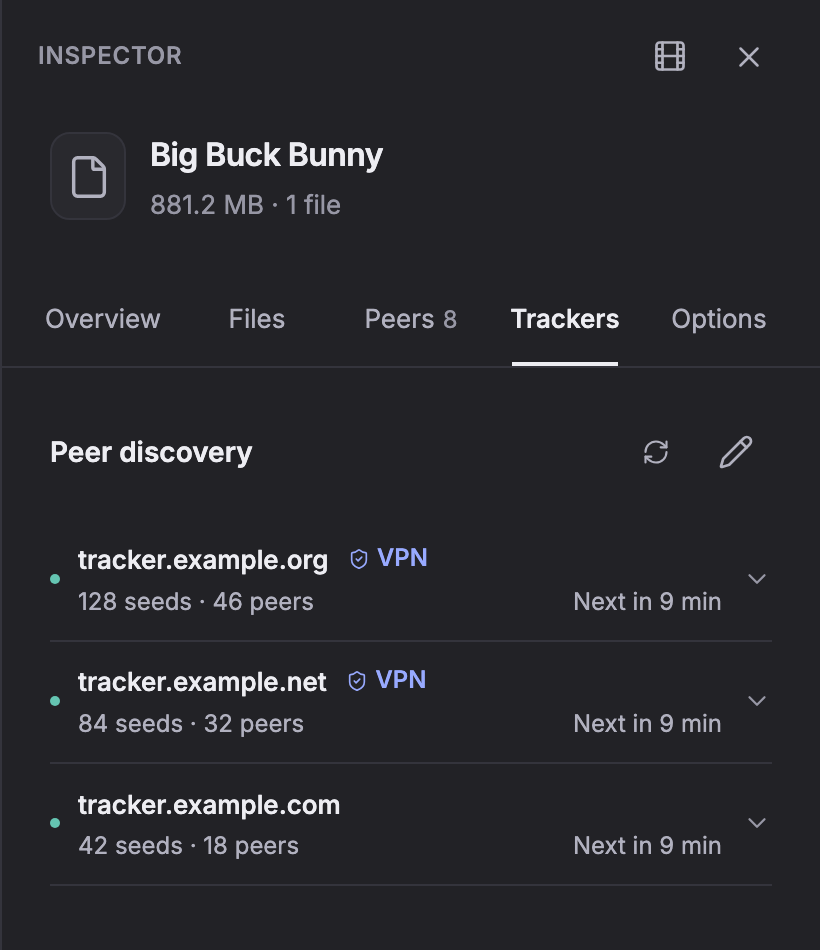 INSPECTOR
Big Buck Bunny
881.2 MB · 1 file
Overview Files Peers 8 Trackers Options
Peer discovery
tracker.example.org VPN
128 seeds · 46 peers Next in 9 min
tracker.example.net VPN
84 seeds · 32 peers Next in 9 min
tracker.example.com
42 seeds · 18 peers Next in 9 min